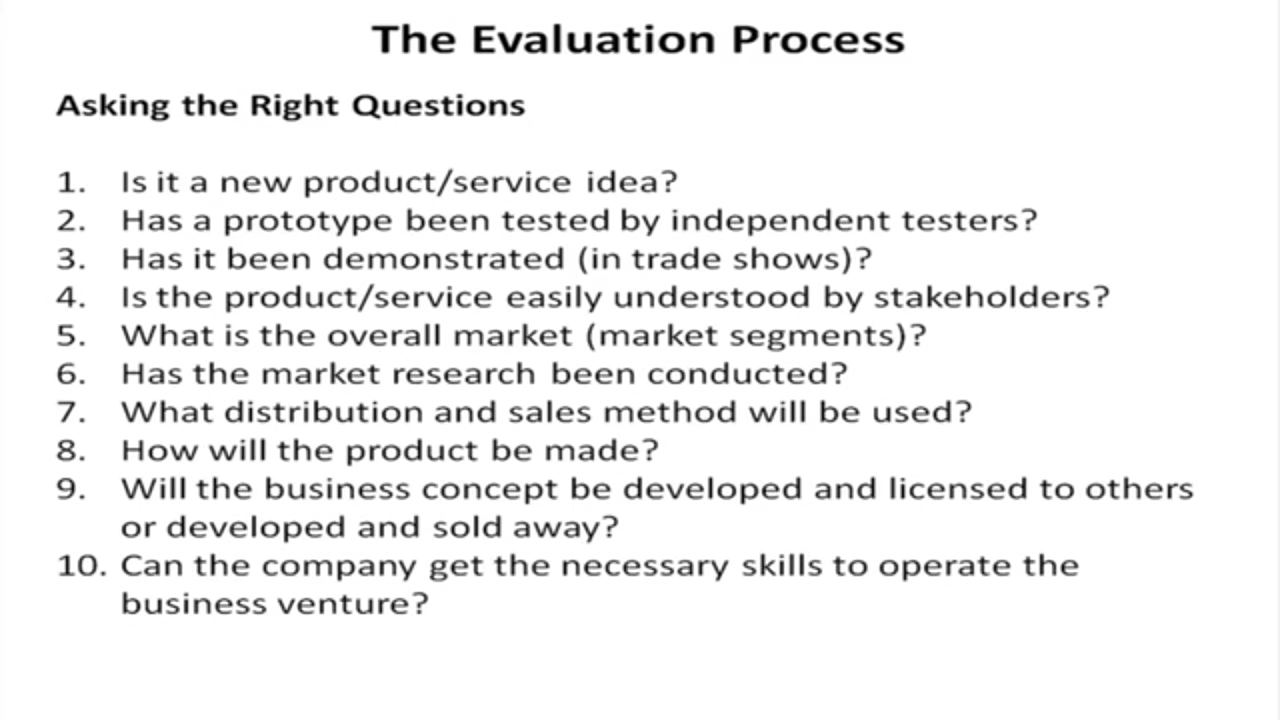 The Evaluation Process
Asking the Right Questions
1. Is it a new product/service idea?
2. Has a prototype been tested by independent testers?
3. Has it been demonstrated (in trade shows)?
4. Is the product/service easily understood by stakeholders?
5. What is the overall market (market segments)?
6. Has the market research been conducted?
7. What distribution and sales method will be used?
8. How will the product be made?
9. Will the business concept be developed and licensed to others
or developed and sold away?
10. Can the company get the necessary skills to operate the
business venture?